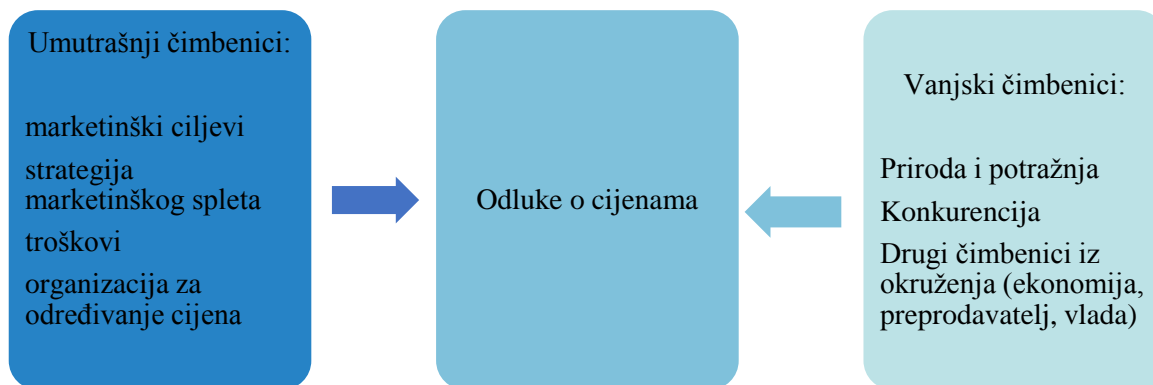 Umutrašnji čimbenici:
marketinški ciljevi
strategija
marketinškog spleta
troškovi
organizacija za
određivanje cijena
Odluke o cijenama
Vanjski čimbenici:
Priroda i potražnja
Konkurencija
Drugi čimbenici iz
okruženja (ekonomija,
preprodavatelj, vlada)